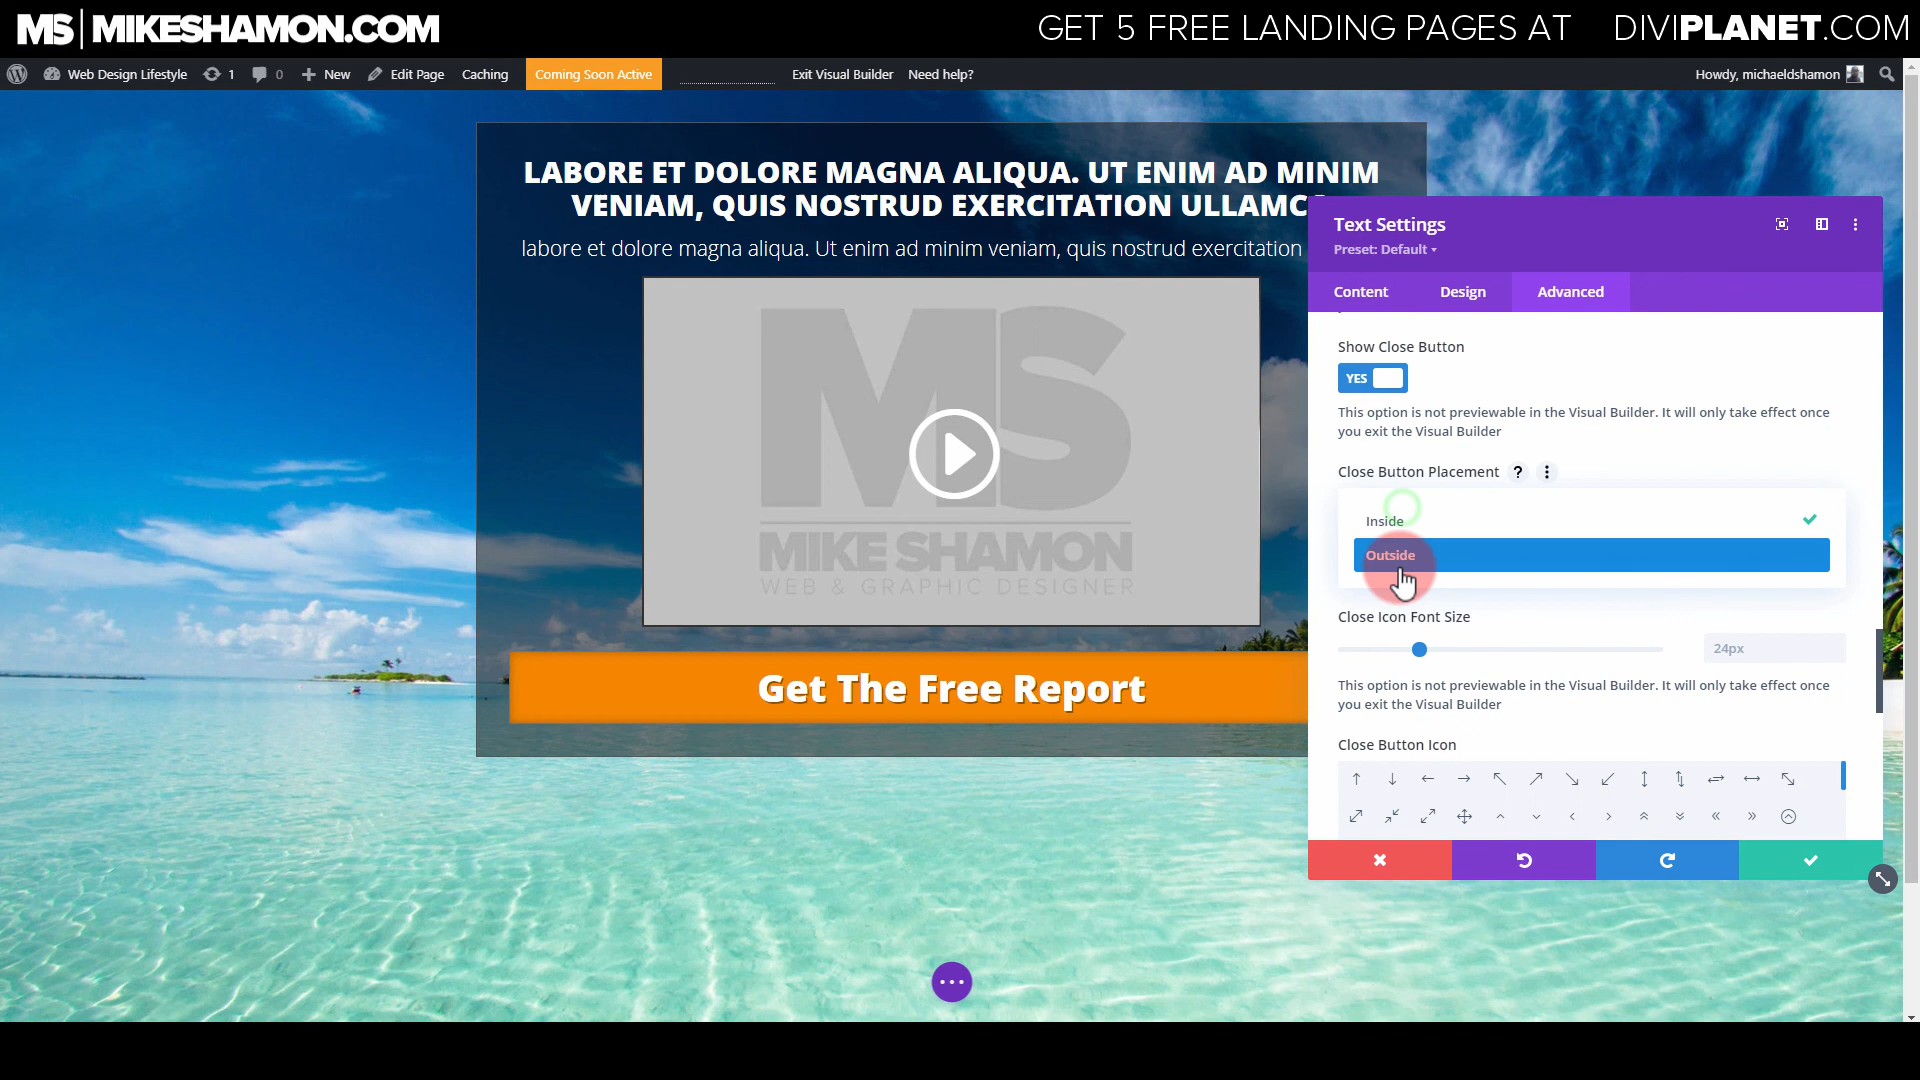 MS MIKESHAMON.COM
GET 5 FREE LANDING PAGES AT DIVIPLANET.COM
Web Design Lifestyle 1 0 New Edit Page Caching Coming Soon Active Exit Visual Builder Need help? Howdy, michaeldshamon
LABORE ET DOLORE MAGNA ALIQUA. UT ENIM AD MINIM
VENIAM, QUIS NOSTRUD EXERCITATION ULLAMC
labore et dolore magna aliqua. Ut enim ad minim veniam, quis nostrud exercitation
MS
MIKE SHAMON
WEB & GRAPHIC DESIGNER
Get The Free Report
Text Settings
Preset: Default
Content Design Advanced
Show Close Button
YES
This option is not previewable in the Visual Builder. It will only take effect once
you exit the Visual Builder
Close Button Placement ?
Inside
Outside
Close Icon Font Size
24px
This option is not previewable in the Visual Builder. It will only take effect once
you exit the Visual Builder
Close Button Icon